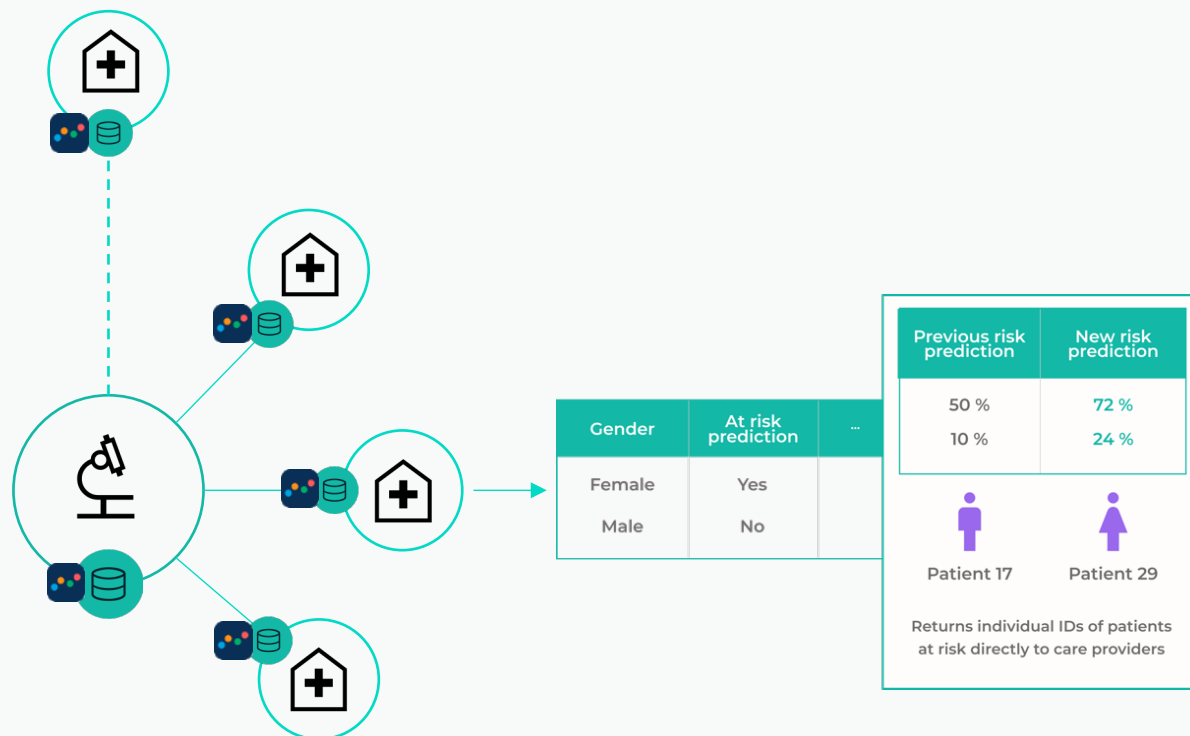 Gender
At risk
prediction
...
Female
Yes
Male
No
Previous risk
prediction
New risk
prediction
50 %
72 %
10 %
24 %
Patient 17
Patient 29
Returns individual IDs of patients
at risk directly to care providers